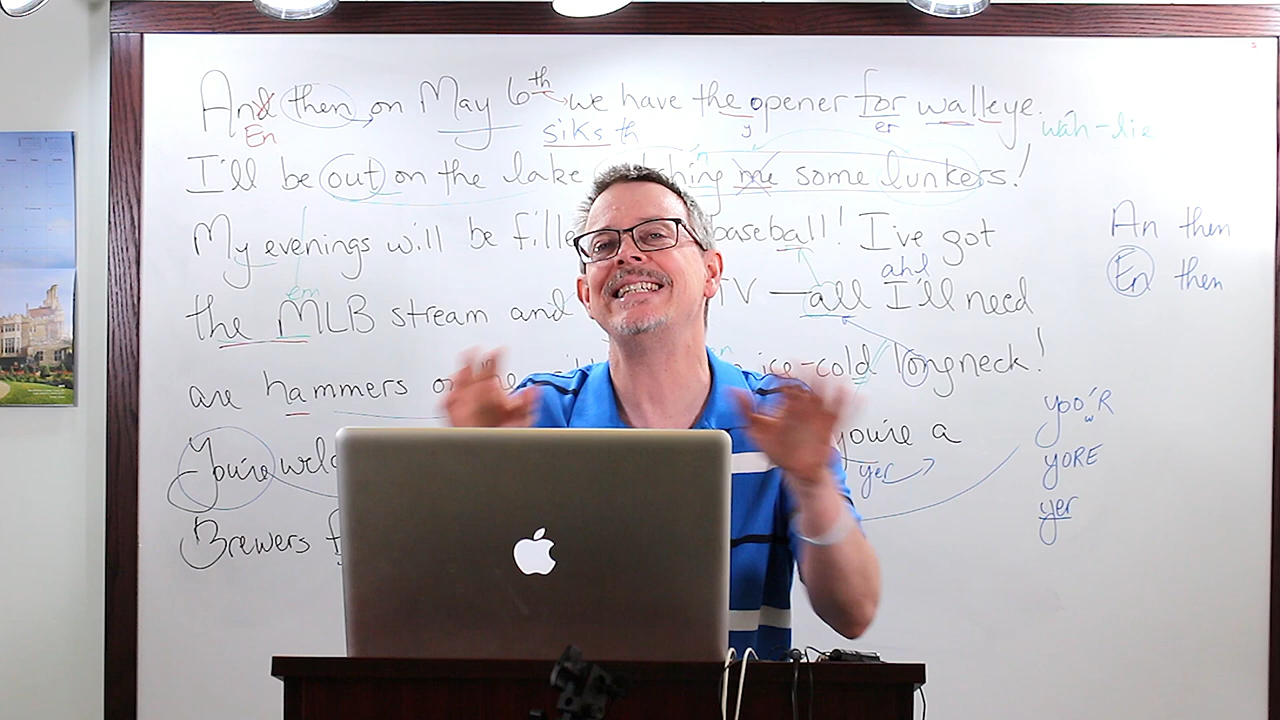 And then on May 6th we have the opener for walleye.
En siks th y er wah-lie
I'll be out on the lake me some lunkers!
My evenings will be baseball! I've got
An then
ahl
En then
em
the MLB stream and TV — all I'll need
are hammers ice-cold longneck!
yoo'R
w
You're you're a
yer
yORE
yer
Brewers